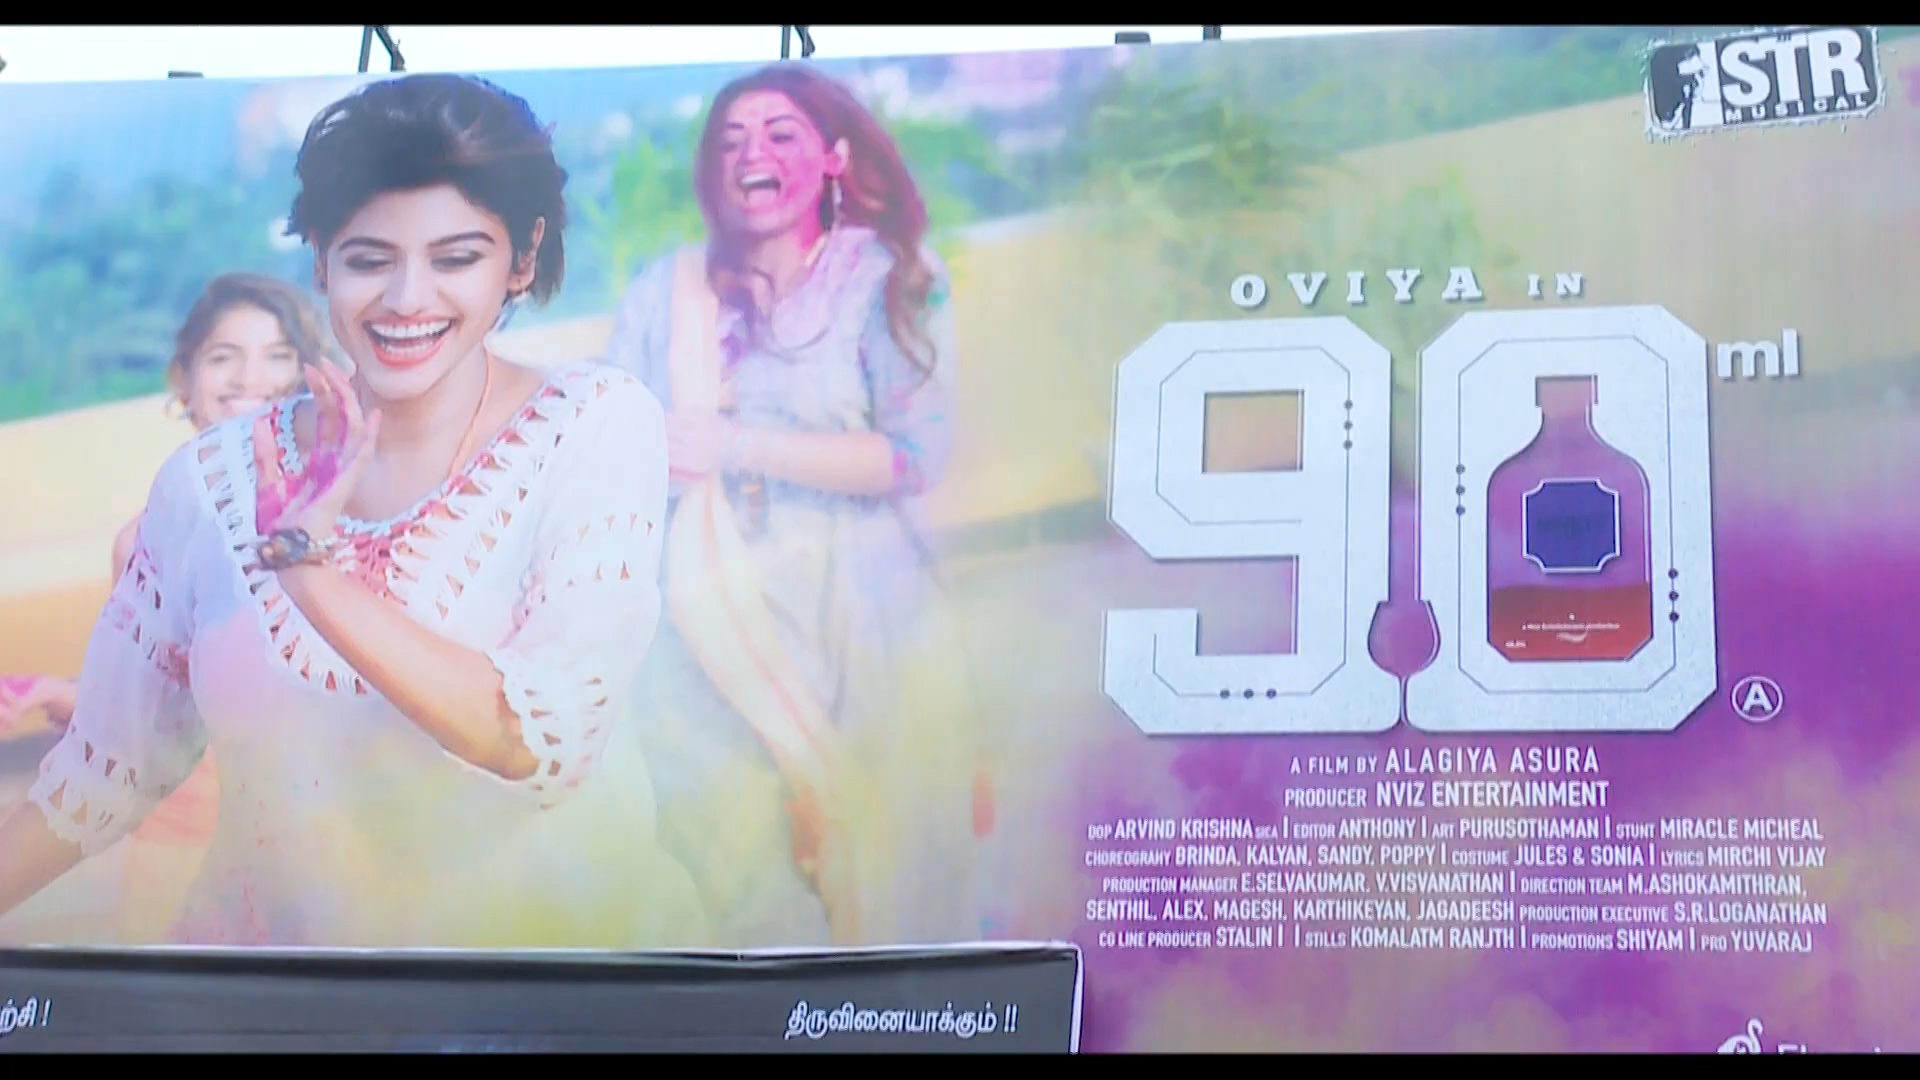 STR
MUSICAL
OVIYA IN
90 ml
A
A FILM BY ALAGIYA ASURA
PRODUCER NVIZ ENTERTAINMENT
DOP ARVIND KRISHNA SICA | EDITOR ANTHONY | ART PURUSOTHAMAN | STUNT MIRACLE MICHEAL
CHOREOGRAHY BRINDA, KALYAN, SANDY, POPPY | COSTUME JULES & SONIA | LYRICS MIRCHI VIJAY
PRODUCTION MANAGER E.SELVAKUMAR, V.VISVANATHAN | DIRECTION TEAM M.ASHOKAMITHRAN,
SENTHIL, ALEX, MAGESH, KARTHIKEYAN, JAGADEESH PRODUCTION EXECUTIVE S.R.LOGANATHAN
CG LINE PRODUCER STALIN | | STILLS KOMALATM RANJTH | PROMOTIONS SHIYAM | PRO YUVARAJ
திருவினையாக்கும் !!